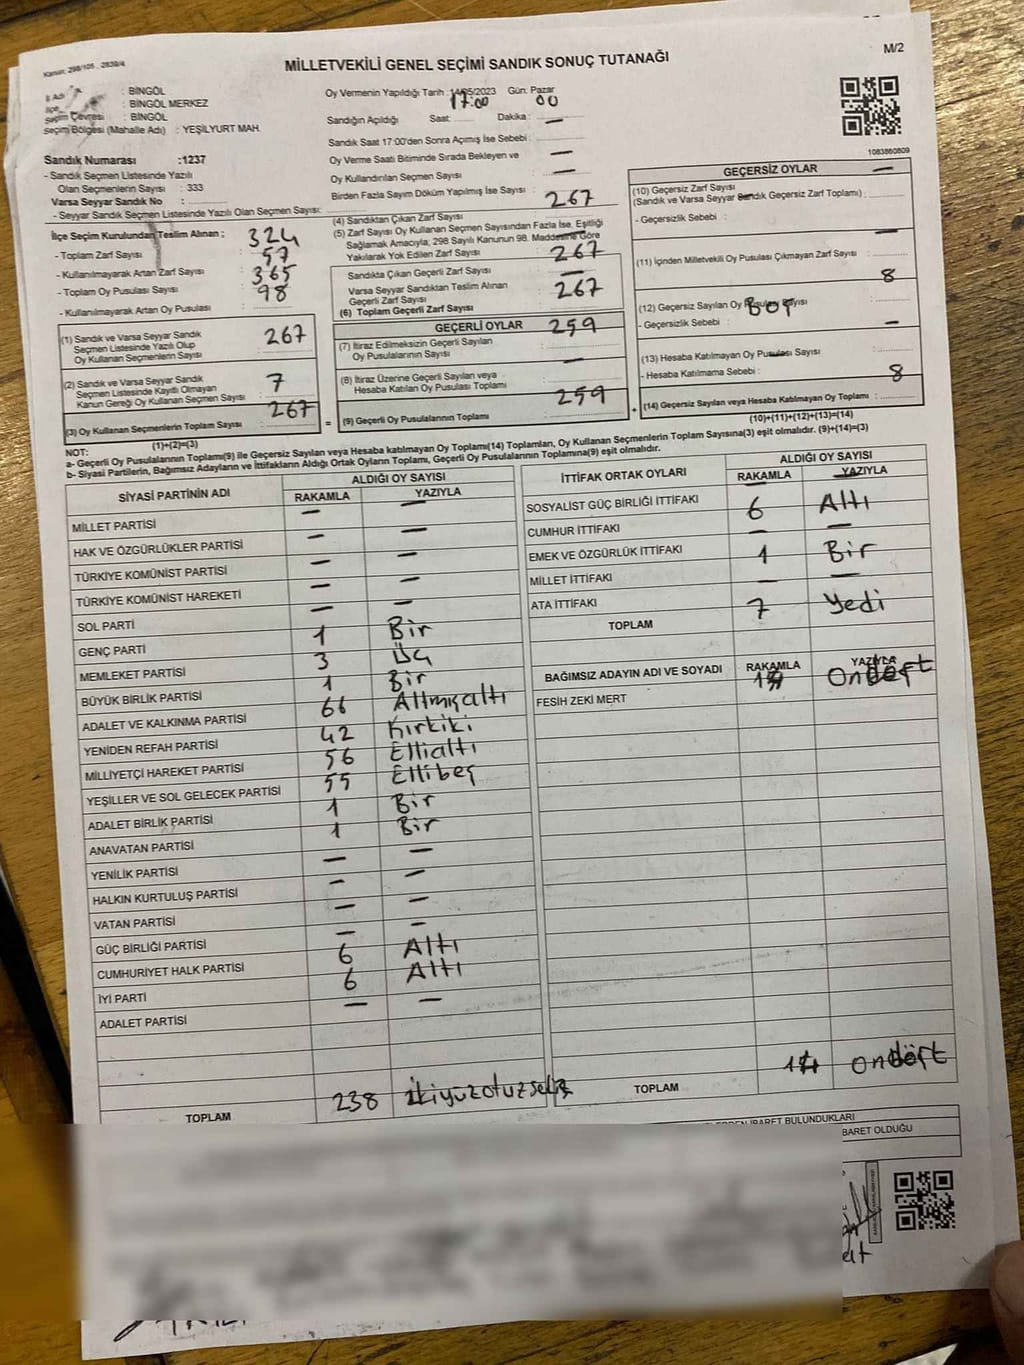 Kanun: 298/105 , 2839/4
MİLLETVEKİLİ GENEL SEÇİMİ SANDIK SONUÇ TUTANAĞI
M/2
İl Adı : BİNGÖL
İlçe : BİNGÖL MERKEZ
Seçim Çevresi : BİNGÖL
Seçim Bölgesi (Mahalle Adı) : YEŞİLYURT MAH.
Sandık Numarası :1237
- Sandık Seçmen Listesinde Yazılı
Olan Seçmenlerin Sayısı : 333
Varsa Seyyar Sandık No :
- Seyyar Sandık Seçmen Listesinde Yazılı Olan Seçmen Sayısı:
Oy Vermenin Yapıldığı Tarih : 14/05/2023 Gün: Pazar
Sandığın Açıldığı Saat: 17:00 Dakika : 00
Sandık Saat 17:00'den Sonra Açılmış İse Sebebi : —
Oy Verme Saati Bitiminde Sırada Bekleyen ve
Oy Kullandırılan Seçmen Sayısı : —
Birden Fazla Sayım Döküm Yapılmış İse Sayısı : —
1083860809
İlçe Seçim Kurulundan Teslim Alınan :
- Toplam Zarf Sayısı : 324
- Kullanılmayarak Artan Zarf Sayısı : 57
- Toplam Oy Pusulası Sayısı : 365
- Kullanılmayarak Artan Oy Pusulası : 98
(1) Sandık ve Varsa Seyyar Sandık
Seçmen Listesinde Yazılı Olup
Oy Kullanan Seçmenlerin Sayısı : 267
(2) Sandık ve Varsa Seyyar Sandık
Seçmen Listesinde Kayıtlı Olmayan
Kanun Gereği Oy Kullanan Seçmen Sayısı : 7
(3) Oy Kullanan Seçmenlerin Toplam Sayısı : 267
(1)+(2)=(3)
(4) Sandıktan Çıkan Zarf Sayısı : 267
(5) Zarf Sayısı Oy Kullanan Seçmen Sayısından Fazla İse, Eşitliği
Sağlamak Amacıyla; 298 Sayılı Kanunun 98. Maddesine Göre
Yakılarak Yok Edilen Zarf Sayısı :
Sandıkta Çıkan Geçerli Zarf Sayısı : 267
Varsa Seyyar Sandıktan Teslim Alınan
Geçerli Zarf Sayısı : —
(6) Toplam Geçerli Zarf Sayısı : 267
GEÇERLİ OYLAR
(7) İtiraz Edilmeksizin Geçerli Sayılan
Oy Pusulalarının Sayısı : 259
(8) İtiraz Üzerine Geçerli Sayılan veya
Hesaba Katılan Oy Pusulası Toplamı : —
(9) Geçerli Oy Pusulalarının Toplamı : 259
GEÇERSİZ OYLAR
(10) Geçersiz Zarf Sayısı
(Sandık ve Varsa Seyyar Sandık Geçersiz Zarf Toplamı) : —
- Geçersizlik Sebebi :
(11) İçinden Milletvekili Oy Pusulası Çıkmayan Zarf Sayısı : —
(12) Geçersiz Sayılan Oy Pusulası Sayısı : 8
- Geçersizlik Sebebi :
(13) Hesaba Katılmayan Oy Pusulası Sayısı : —
- Hesaba Katılmama Sebebi :
(14) Geçersiz Sayılan veya Hesaba Katılmayan Oy Toplamı : 8
(10)+(11)+(12)+(13)=(14)
NOT:
a- Geçerli Oy Pusulalarının Toplamı(9) ile Geçersiz Sayılan veya Hesaba katılmayan Oy Toplamı(14) Toplamları, Oy Kullanan Seçmenlerin Toplam Sayısına(3) eşit olmalıdır. (9)+(14)=(3)
b- Siyasi Partilerin, Bağımsız Adayların ve İttifakların Aldığı Ortak Oyların Toplamı, Geçerli Oy Pusulalarının Toplamına(9) eşit olmalıdır.
SİYASİ PARTİNİN ADI ALDIĞI OY SAYISI
RAKAMLA YAZIYLA
MİLLET PARTİSİ — —
HAK VE ÖZGÜRLÜKLER PARTİSİ — —
TÜRKİYE KOMÜNİST PARTİSİ — —
TÜRKİYE KOMÜNİST HAREKETİ — —
SOL PARTİ — —
GENÇ PARTİ 1 Bir
MEMLEKET PARTİSİ 3 Üç
BÜYÜK BİRLİK PARTİSİ 1 Bir
ADALET VE KALKINMA PARTİSİ 66 Altmışaltı
YENİDEN REFAH PARTİSİ 42 Kırkiki
MİLLİYETÇİ HAREKET PARTİSİ 56 Ellialtı
YEŞİLLER VE SOL GELECEK PARTİSİ 55 Ellibeş
ADALET BİRLİK PARTİSİ 1 Bir
ANAVATAN PARTİSİ 1 Bir
YENİLİK PARTİSİ — —
HALKIN KURTULUŞ PARTİSİ — —
VATAN PARTİSİ — —
GÜÇ BİRLİĞİ PARTİSİ — —
CUMHURİYET HALK PARTİSİ 6 Altı
İYİ PARTİ 6 Altı
ADALET PARTİSİ — —
TOPLAM 238 ikiyüzotuzsekiz
İTTİFAK ORTAK OYLARI ALDIĞI OY SAYISI
RAKAMLA YAZIYLA
SOSYALİST GÜÇ BİRLİĞİ İTTİFAKI — —
CUMHUR İTTİFAKI 6 Altı
EMEK VE ÖZGÜRLÜK İTTİFAKI — —
MİLLET İTTİFAKI 1 Bir
ATA İTTİFAKI — —
TOPLAM 7 Yedi
BAĞIMSIZ ADAYIN ADI VE SOYADI RAKAMLA YAZIYLA
FESİH ZEKİ MERT 14 Ondört
TOPLAM 14 Ondört
BARET BULUNDUKLARI
BARET OLDUĞU